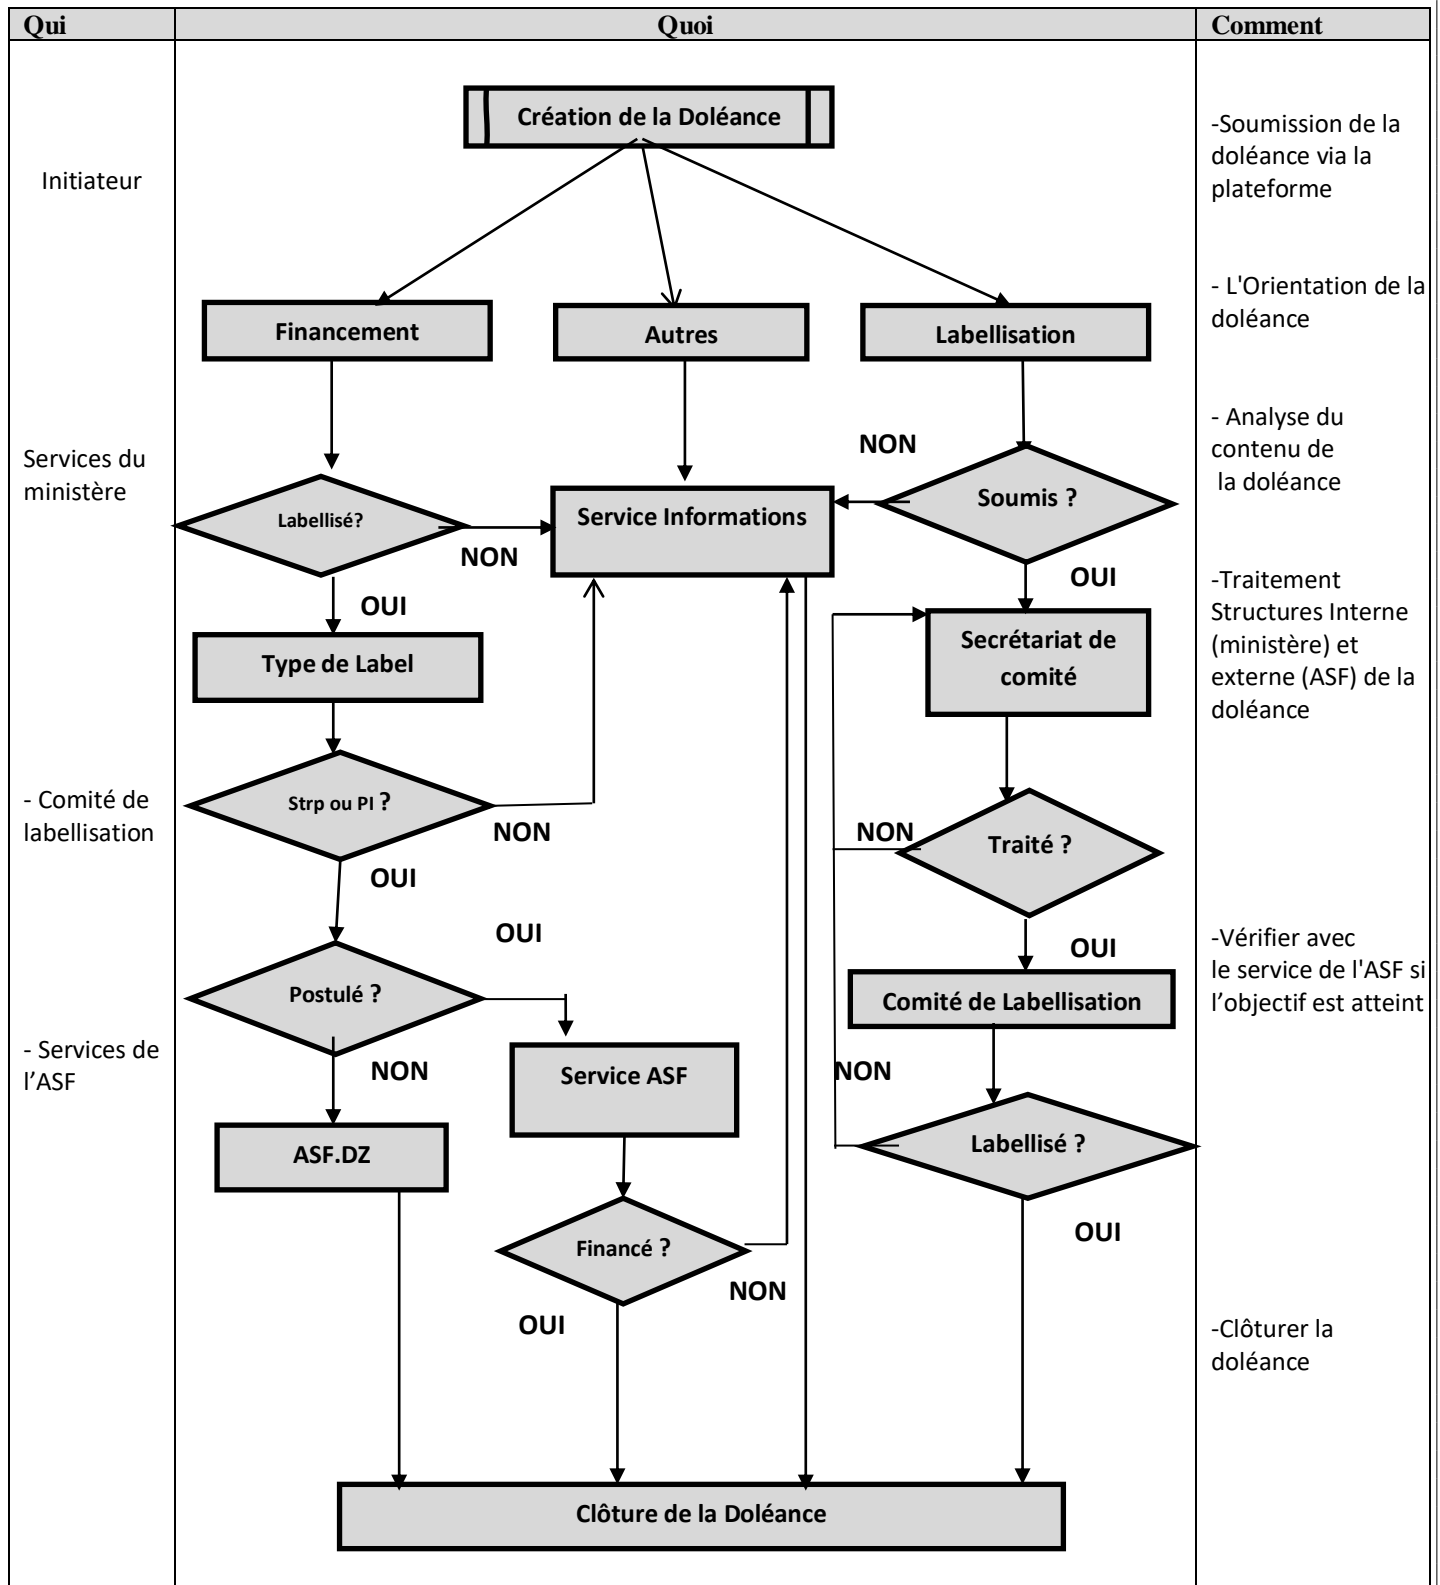 Qui
Quoi
Comment
Création de la Doléance
-Soumission de la
doléance via la
plateforme
Initiateur
- L'Orientation de la
doléance
Financement
Autres
Labellisation
- Analyse du
contenu de
la doléance
NON
Services du
ministère
Labellisé?
NON
Service Informations
Soumis ?
OUI
OUI
-Traitement
Structures Interne
(ministère) et
externe (ASF) de la
doléance
Type de Label
Secrétariat de
comité
- Comité de
labellisation
Strp ou PI ?
NON
OUI
NON
Traité ?
OUI
OUI
-Vérifier avec
le service de l'ASF si
l’objectif est atteint
Postulé ?
Comité de Labellisation
- Services de
l’ASF
NON
Service ASF
NON
ASF.DZ
Labellisé ?
Financé ?
NON
OUI
OUI
-Clôturer la
doléance
Clôture de la Doléance